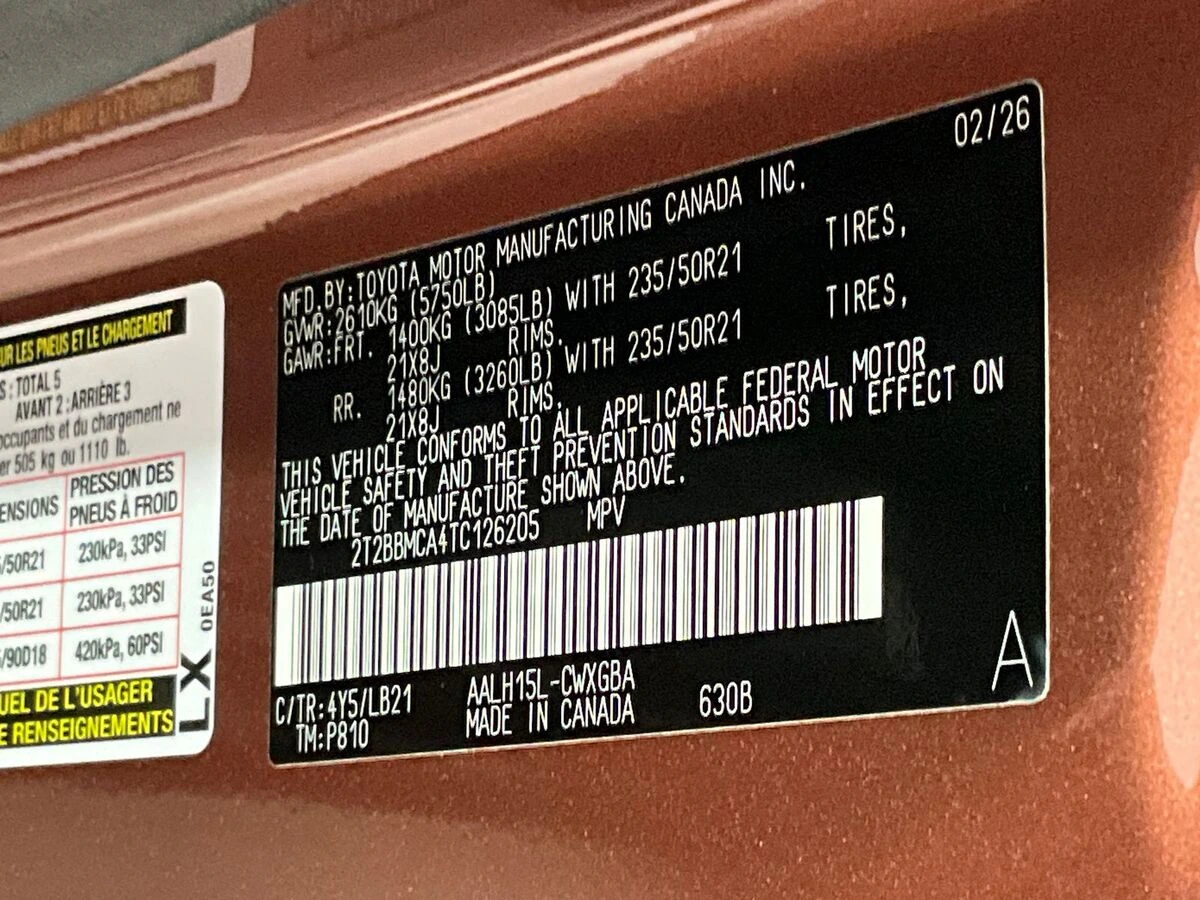 UR LES PNEUS ET LE CHARGEMENT
S : TOTAL 5
AVANT 2 : ARRIÈRE 3
occupants et du chargement ne
er 505 kg ou 1110 lb.
ENSIONS PRESSION DES PNEUS À FROID
/50R21 230kPa, 33PSI
/50R21 230kPa, 33PSI
/90D18 420kPa, 60PSI
UEL DE L'USAGER
E RENSEIGNEMENTS
LX 0EA50
02/26
MFD. BY:TOYOTA MOTOR MANUFACTURING CANADA INC.
GVWR:2610KG (5750LB)
GAWR:FRT. 1400KG (3085LB) WITH 235/50R21 TIRES,
21X8J RIMS.
RR. 1480KG (3260LB) WITH 235/50R21 TIRES,
21X8J RIMS.
THIS VEHICLE CONFORMS TO ALL APPLICABLE FEDERAL MOTOR
VEHICLE SAFETY AND THEFT PREVENTION STANDARDS IN EFFECT ON
THE DATE OF MANUFACTURE SHOWN ABOVE.
2T2BBMCA4TC126205 MPV
C/TR:4Y5/LB21 AALH15L-CWXGBA
TM:P810 MADE IN CANADA 630B
A